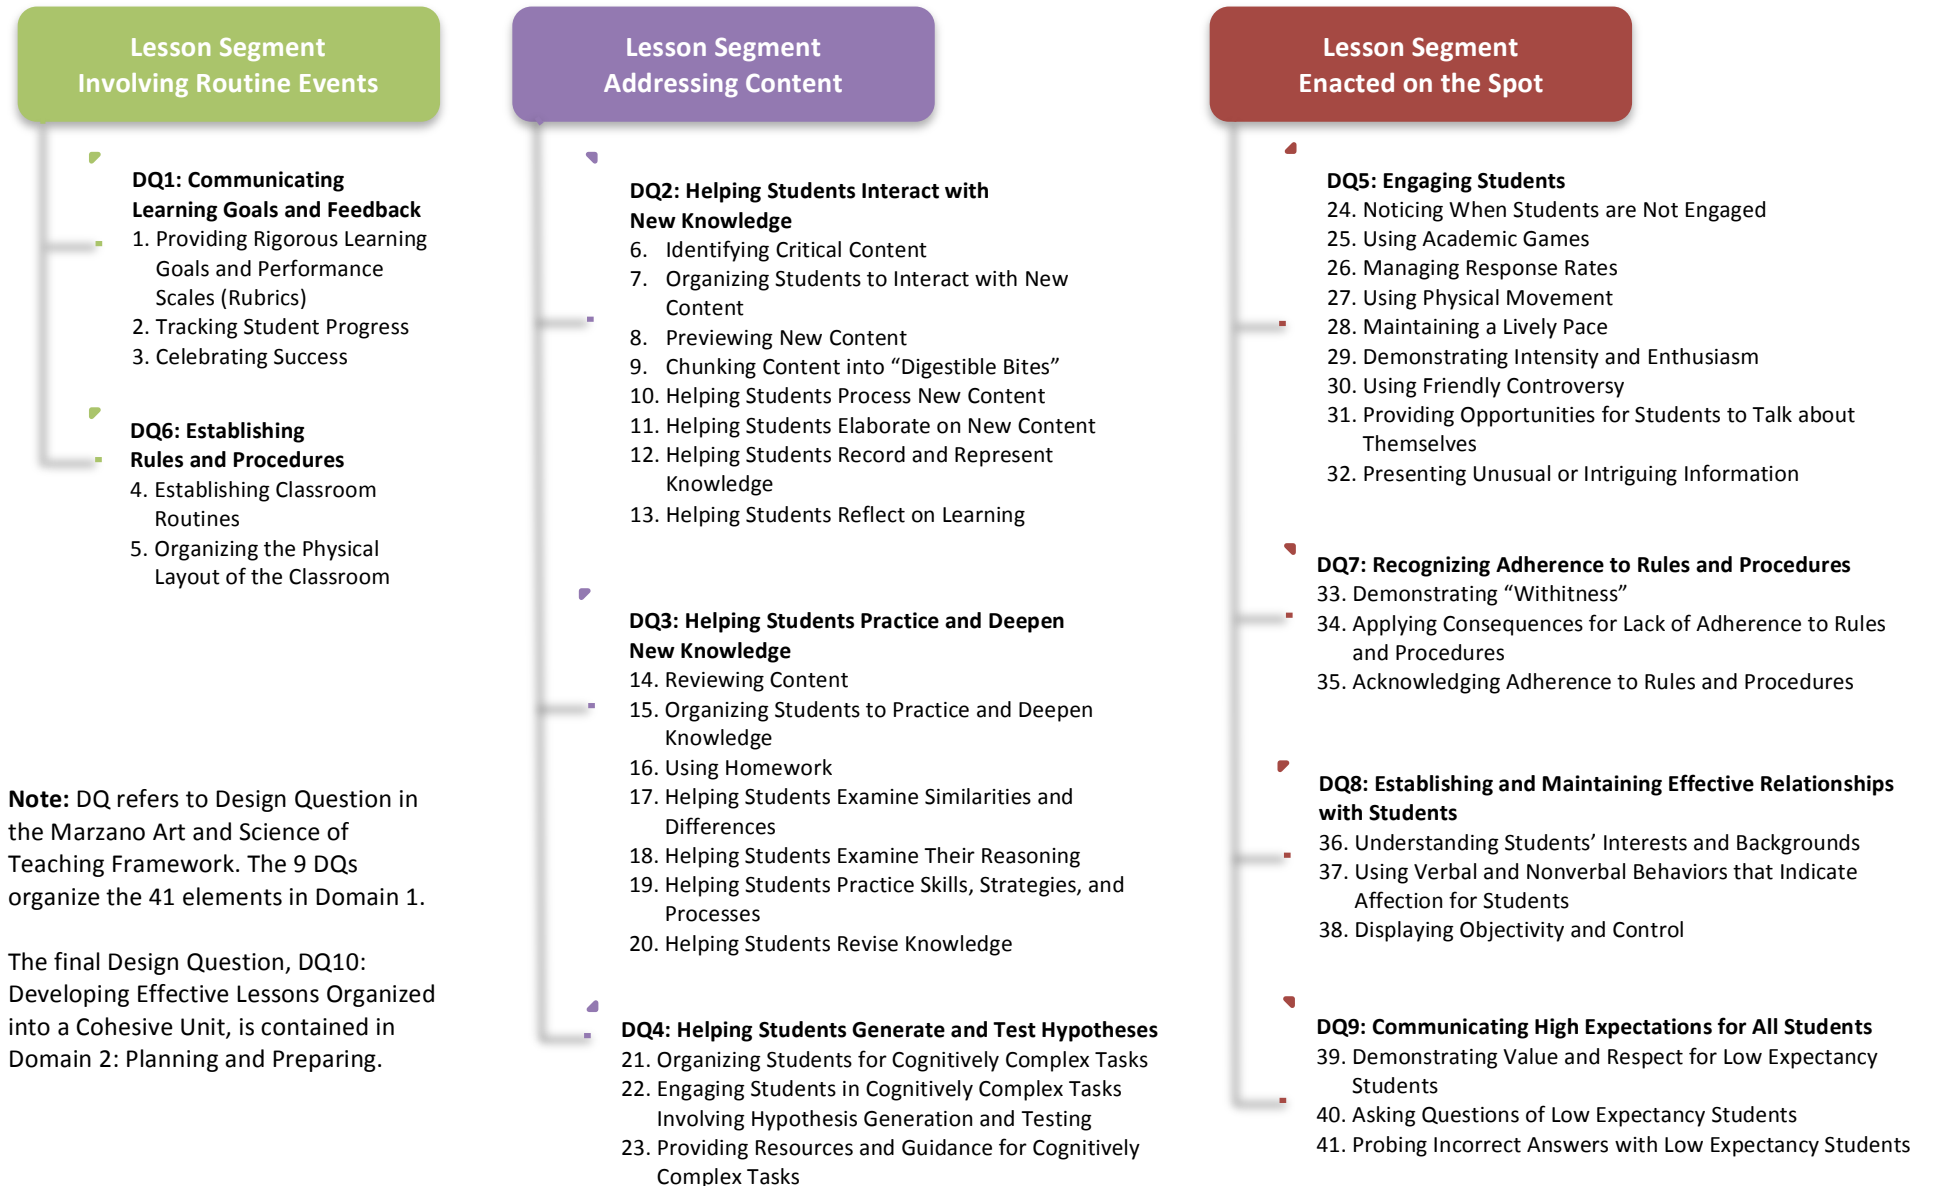 Lesson Segment
Involving Routine Events
DQ1: Communicating
Learning Goals and Feedback
1. Providing Rigorous Learning
Goals and Performance
Scales (Rubrics)
2. Tracking Student Progress
3. Celebrating Success
DQ6: Establishing
Rules and Procedures
4. Establishing Classroom
Routines
5. Organizing the Physical
Layout of the Classroom
Note: DQ refers to Design Question in
the Marzano Art and Science of
Teaching Framework. The 9 DQs
organize the 41 elements in Domain 1.
The final Design Question, DQ10:
Developing Effective Lessons Organized
into a Cohesive Unit, is contained in
Domain 2: Planning and Preparing.
Lesson Segment
Addressing Content
DQ2: Helping Students Interact with
New Knowledge
6. Identifying Critical Content
7. Organizing Students to Interact with New
Content
8. Previewing New Content
9. Chunking Content into “Digestible Bites”
10. Helping Students Process New Content
11. Helping Students Elaborate on New Content
12. Helping Students Record and Represent
Knowledge
13. Helping Students Reflect on Learning
DQ3: Helping Students Practice and Deepen
New Knowledge
14. Reviewing Content
15. Organizing Students to Practice and Deepen
Knowledge
16. Using Homework
17. Helping Students Examine Similarities and
Differences
18. Helping Students Examine Their Reasoning
19. Helping Students Practice Skills, Strategies, and
Processes
20. Helping Students Revise Knowledge
DQ4: Helping Students Generate and Test Hypotheses
21. Organizing Students for Cognitively Complex Tasks
22. Engaging Students in Cognitively Complex Tasks
Involving Hypothesis Generation and Testing
23. Providing Resources and Guidance for Cognitively
Complex Tasks
Lesson Segment
Enacted on the Spot
DQ5: Engaging Students
24. Noticing When Students are Not Engaged
25. Using Academic Games
26. Managing Response Rates
27. Using Physical Movement
28. Maintaining a Lively Pace
29. Demonstrating Intensity and Enthusiasm
30. Using Friendly Controversy
31. Providing Opportunities for Students to Talk about
Themselves
32. Presenting Unusual or Intriguing Information
DQ7: Recognizing Adherence to Rules and Procedures
33. Demonstrating “Withitness”
34. Applying Consequences for Lack of Adherence to Rules
and Procedures
35. Acknowledging Adherence to Rules and Procedures
DQ8: Establishing and Maintaining Effective Relationships
with Students
36. Understanding Students’ Interests and Backgrounds
37. Using Verbal and Nonverbal Behaviors that Indicate
Affection for Students
38. Displaying Objectivity and Control
DQ9: Communicating High Expectations for All Students
39. Demonstrating Value and Respect for Low Expectancy
Students
40. Asking Questions of Low Expectancy Students
41. Probing Incorrect Answers with Low Expectancy Students